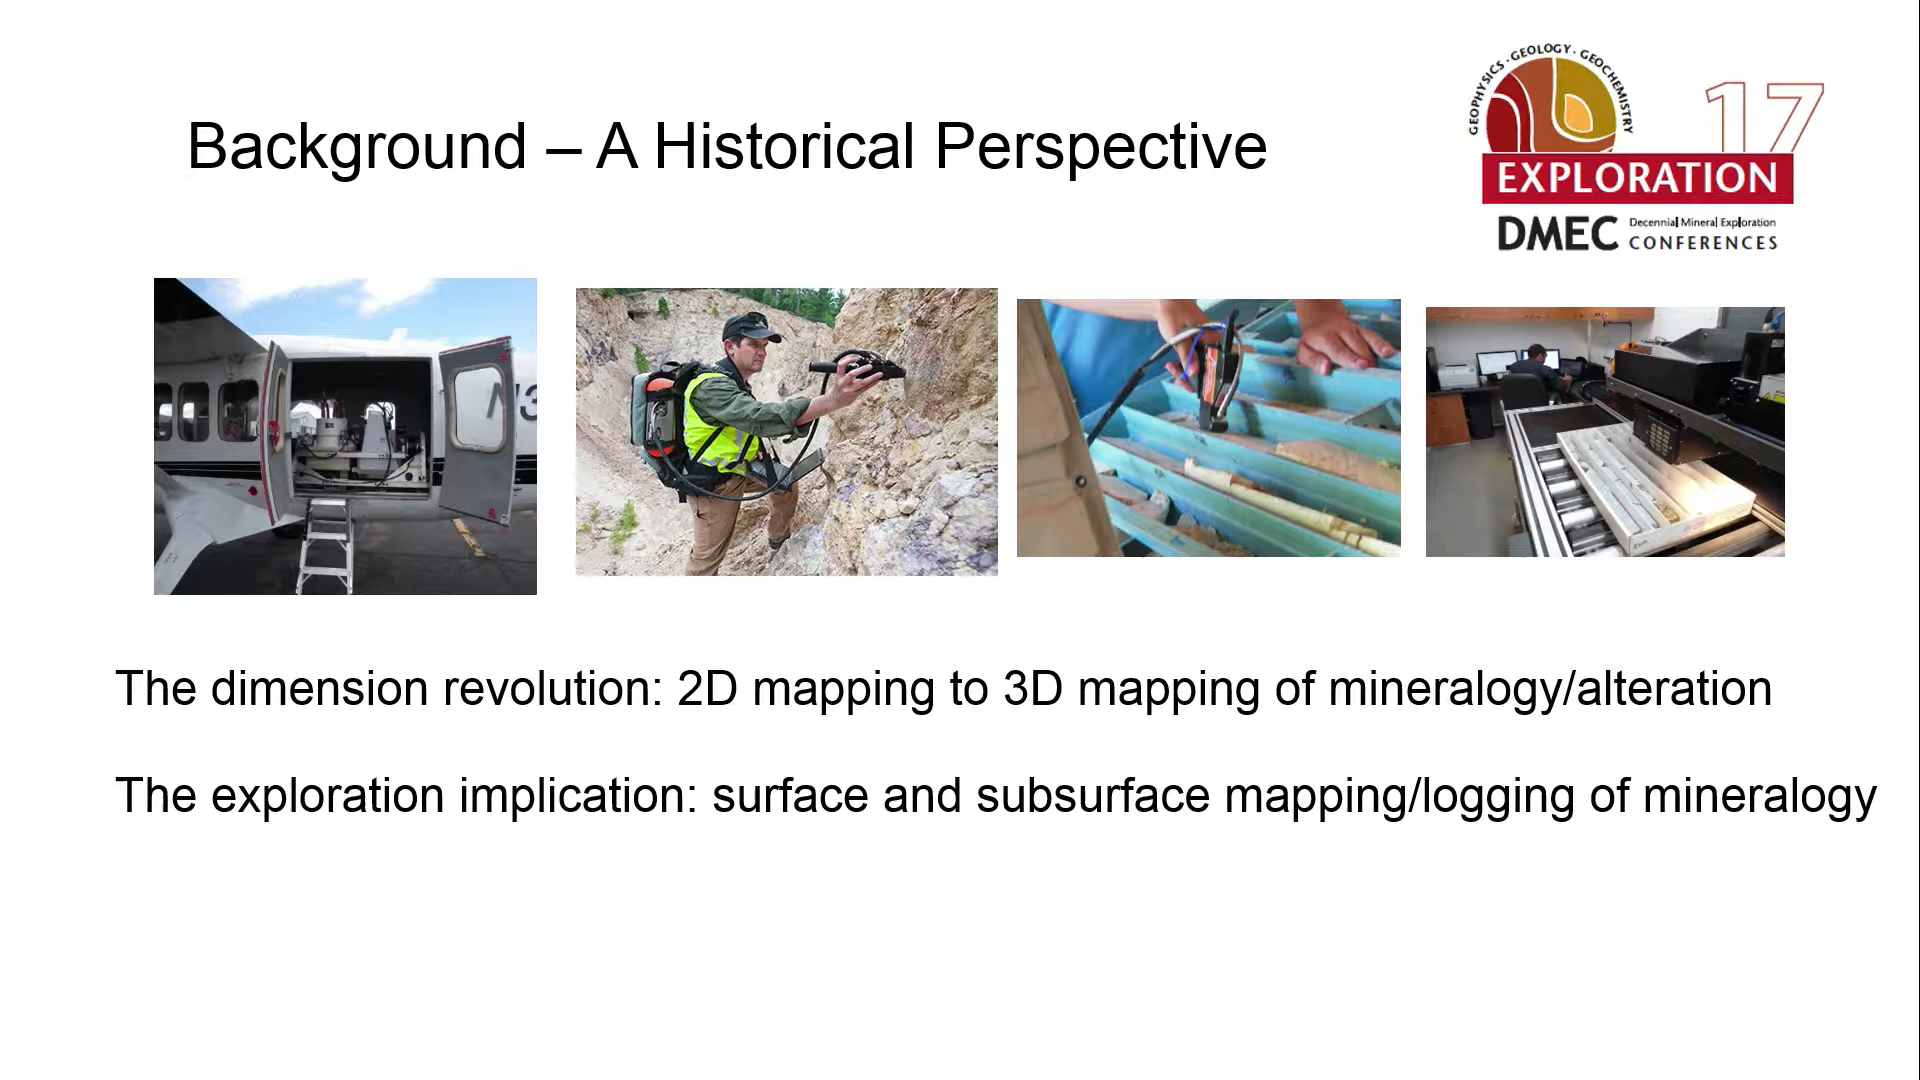 GEOPHYSICS · GEOLOGY · GEOCHEMISTRY
17
Background – A Historical Perspective
EXPLORATION
DMEC Decennial Mineral Exploration
CONFERENCES
N3
The dimension revolution: 2D mapping to 3D mapping of mineralogy/alteration
The exploration implication: surface and subsurface mapping/logging of mineralogy